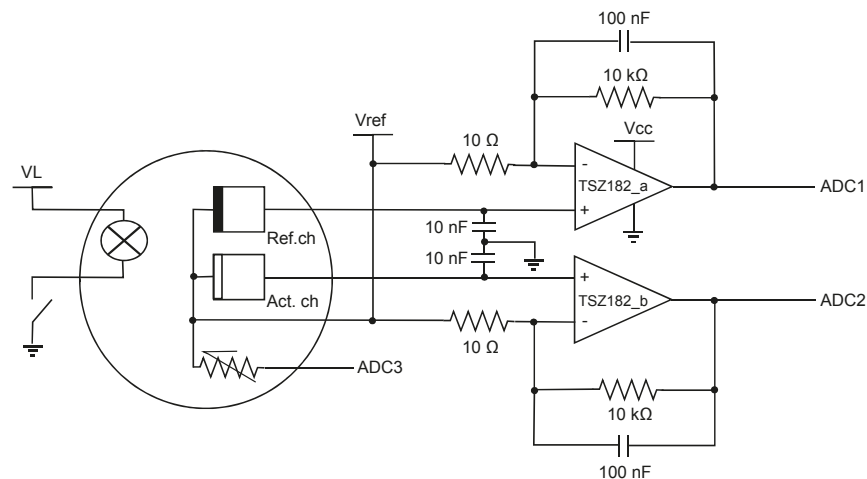 100 nF
10 kΩ
Vref
10 Ω
Vcc
VL
-
TSZ182_a
ADC1
+
Ref.ch
10 nF
10 nF
+
Act. ch
TSZ182_b
ADC2
-
10 Ω
ADC3
10 kΩ
100 nF